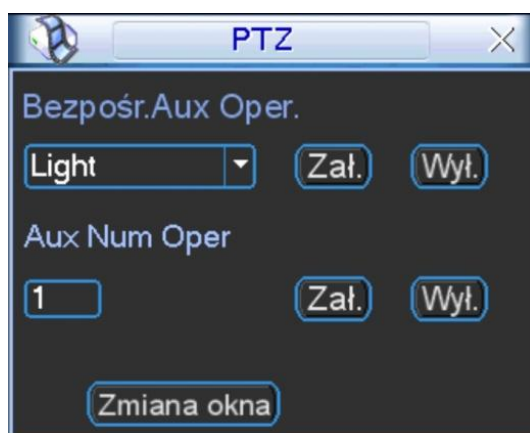 PTZ
Bezpośr.Aux Oper.
Light Zał. Wył.
Aux Num Oper
1 Zał. Wył.
Zmiana okna